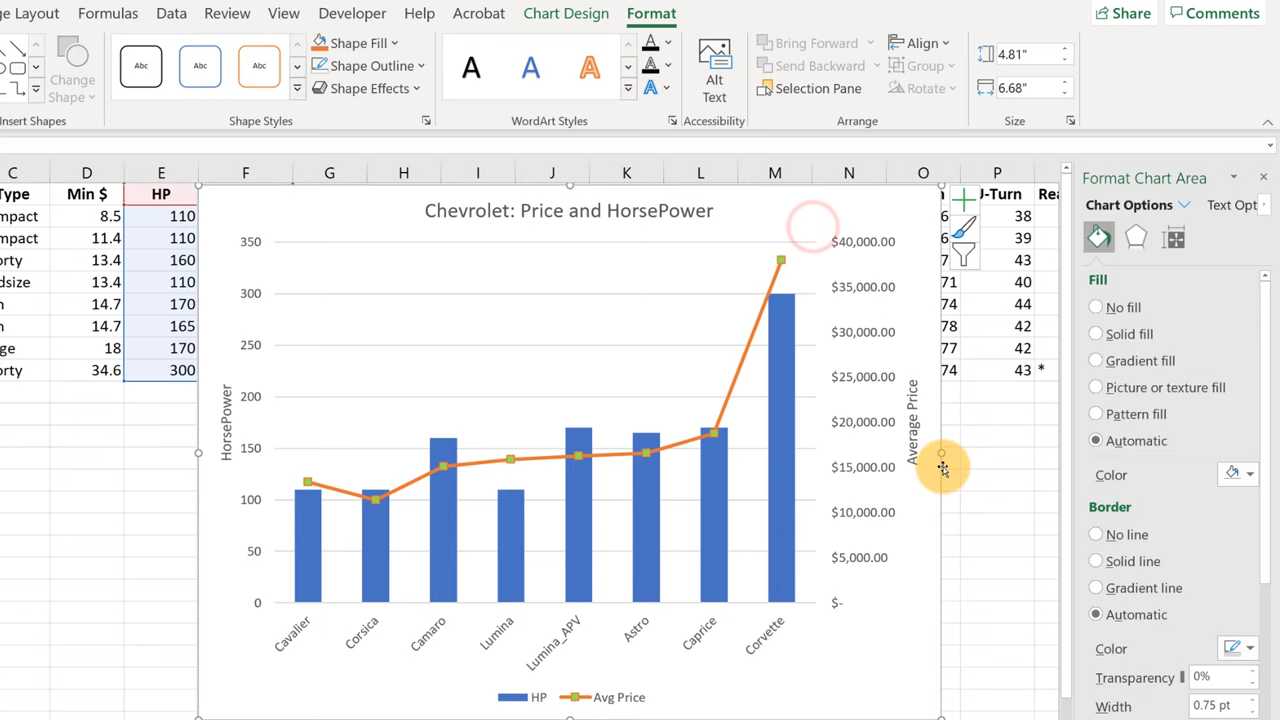 ge Layout Formulas Data Review View Developer Help Acrobat Chart Design Format Share Comments
Change Shape
Abc Abc Abc
Shape Fill
Shape Outline
Shape Effects
A A A
Alt Text
Bring Forward
Send Backward
Selection Pane
Align
Group
Rotate
4.81"
6.68"
Insert Shapes Shape Styles WordArt Styles Accessibility Arrange Size
C D E F G H I J K L M N O P
Type Min $ HP J-Turn Rea
mpact 8.5 110 38
mpact 11.4 110 39
orty 13.4 160 43
dsize 13.4 110 71 40
n 14.7 170 74 44
n 14.7 165 78 42
ge 18 170 77 42
orty 34.6 300 74 43 *
Chevrolet: Price and HorsePower
350
300
250
200
150
100
50
0
HorsePower
$40,000.00
$35,000.00
$30,000.00
$25,000.00
$20,000.00
$15,000.00
$10,000.00
$5,000.00
$-
Average Price
Cavalier
Corsica
Camaro
Lumina
Lumina_APV
Astro
Caprice
Corvette
HP Avg Price
Format Chart Area
Chart Options Text Opt
Fill
No fill
Solid fill
Gradient fill
Picture or texture fill
Pattern fill
Automatic
Color
Border
No line
Solid line
Gradient line
Automatic
Color
Transparency 0%
Width 0.75 pt